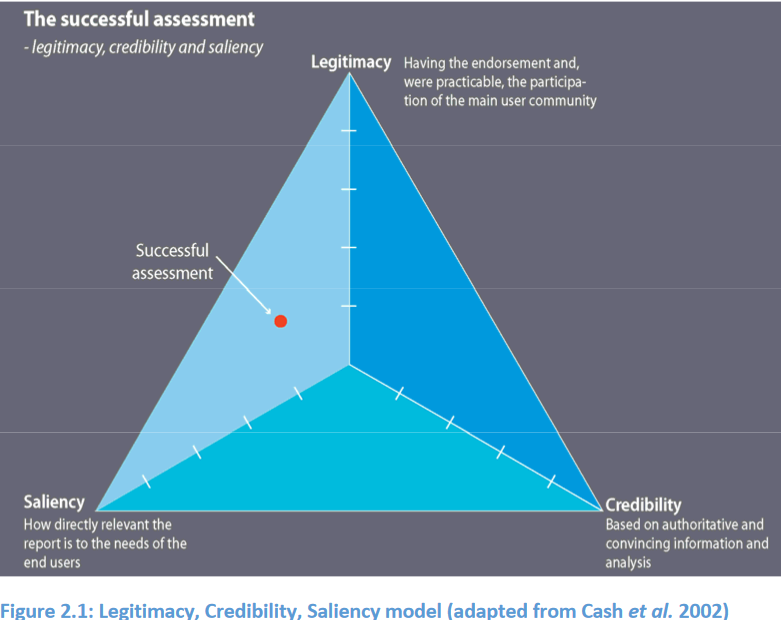 The successful assessment
- legitimacy, credibility and saliency
Legitimacy
Having the endorsement and,
were practicable, the participa-
tion of the main user community
Successful
assessment
Saliency
How directly relevant the
report is to the needs of the
end users
Credibility
Based on authoritative and
convincing information and
analysis
Figure 2.1: Legitimacy, Credibility, Saliency model (adapted from Cash et al. 2002)